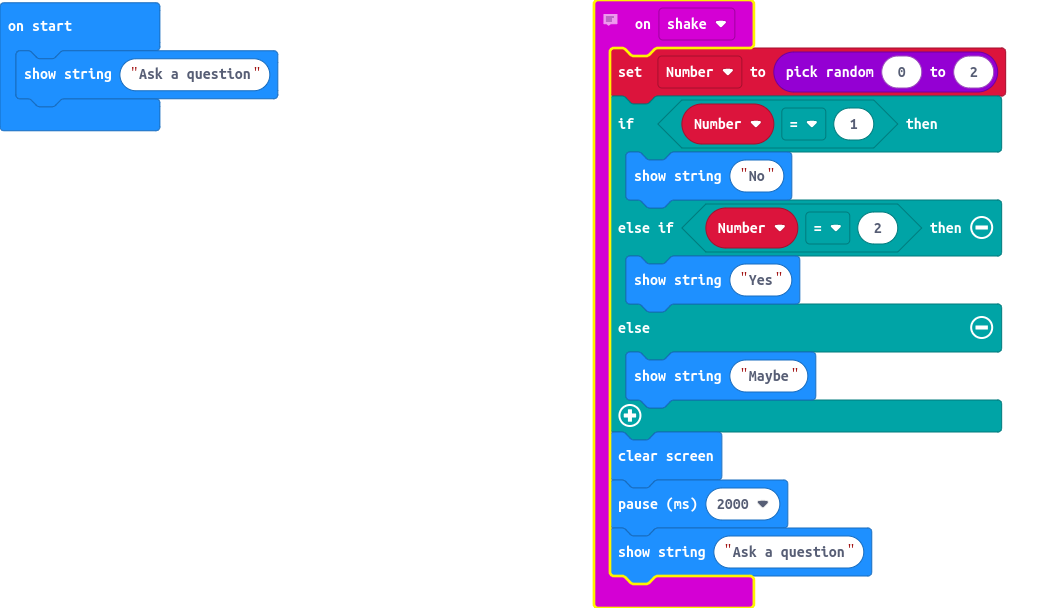 on start
show string "Ask a question"
on shake
set Number to pick random 0 to 2
if Number = 1 then
show string "No"
else if Number = 2 then
show string "Yes"
else
show string "Maybe"
clear screen
pause (ms) 2000
show string "Ask a question"